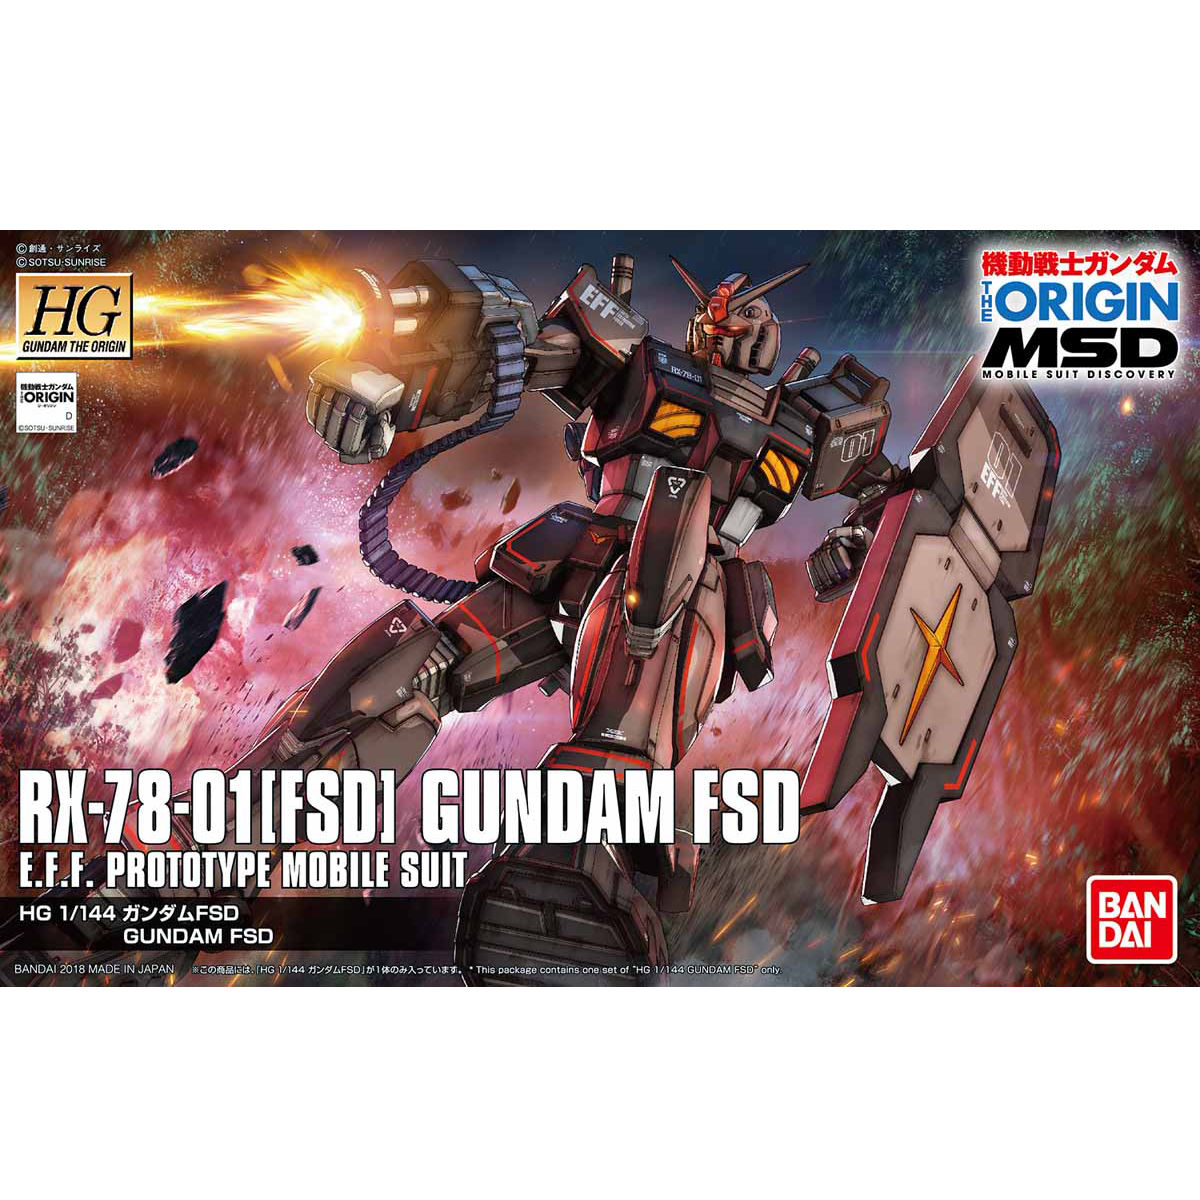 ©創通・サンライズ
©SOTSU・SUNRISE
HG
GUNDAM THE ORIGIN
機動戦士ガンダム
THE ORIGIN
D
©SOTSU・SUNRISE
機動戦士ガンダム
THE ORIGIN
MSD
MOBILE SUIT DISCOVERY
EFF
RX-78-01
01
01
EFF
RX-78-01[FSD] GUNDAM FSD
E.F.F. PROTOTYPE MOBILE SUIT
HG 1/144 ガンダムFSD
GUNDAM FSD
BANDAI 2018 MADE IN JAPAN
※この商品には、「HG 1/144 ガンダムFSD」が1体のみ入っています。 * This package contains one set of "HG 1/144 GUNDAM FSD" only.
BAN
DAI